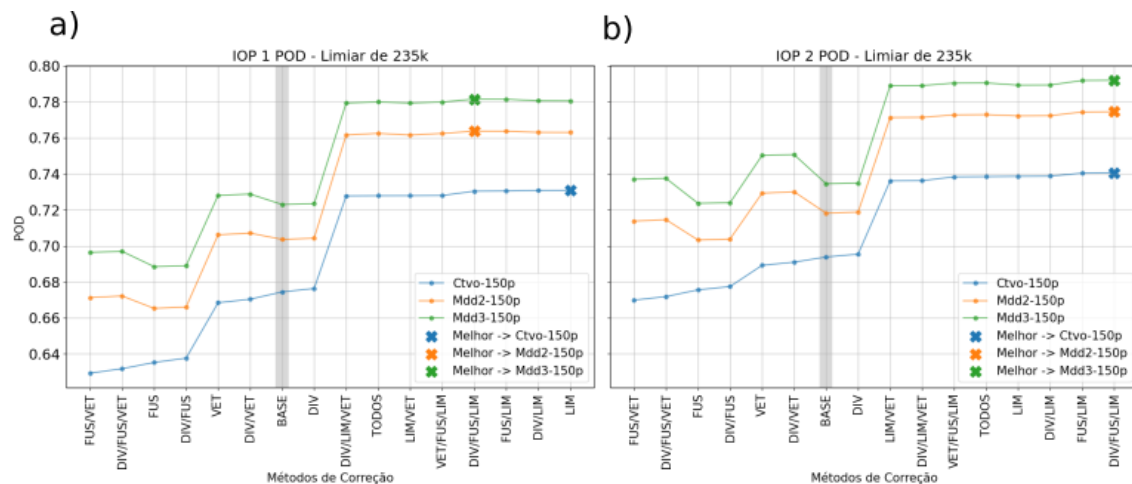 a)
IOP 1 POD - Limiar de 235k
POD
0.80
0.78
0.76
0.74
0.72
0.70
0.68
0.66
0.64
Ctvo-150p
Mdd2-150p
Mdd3-150p
Melhor -> Ctvo-150p
Melhor -> Mdd2-150p
Melhor -> Mdd3-150p
FUS/VET
DIV/FUS/VET
FUS
DIV/FUS
VET
DIV/VET
BASE
DIV
DIV/LIM/VET
TODOS
LIM/VET
VET/FUS/LIM
DIV/FUS/LIM
FUS/LIM
DIV/LIM
LIM
Métodos de Correção
b)
IOP 2 POD - Limiar de 235k
Ctvo-150p
Mdd2-150p
Mdd3-150p
Melhor -> Ctvo-150p
Melhor -> Mdd2-150p
Melhor -> Mdd3-150p
FUS/VET
DIV/FUS/VET
FUS
DIV/FUS
VET
DIV/VET
BASE
DIV
LIM/VET
DIV/LIM/VET
VET/FUS/LIM
TODOS
LIM
DIV/LIM
FUS/LIM
DIV/FUS/LIM
Métodos de Correção